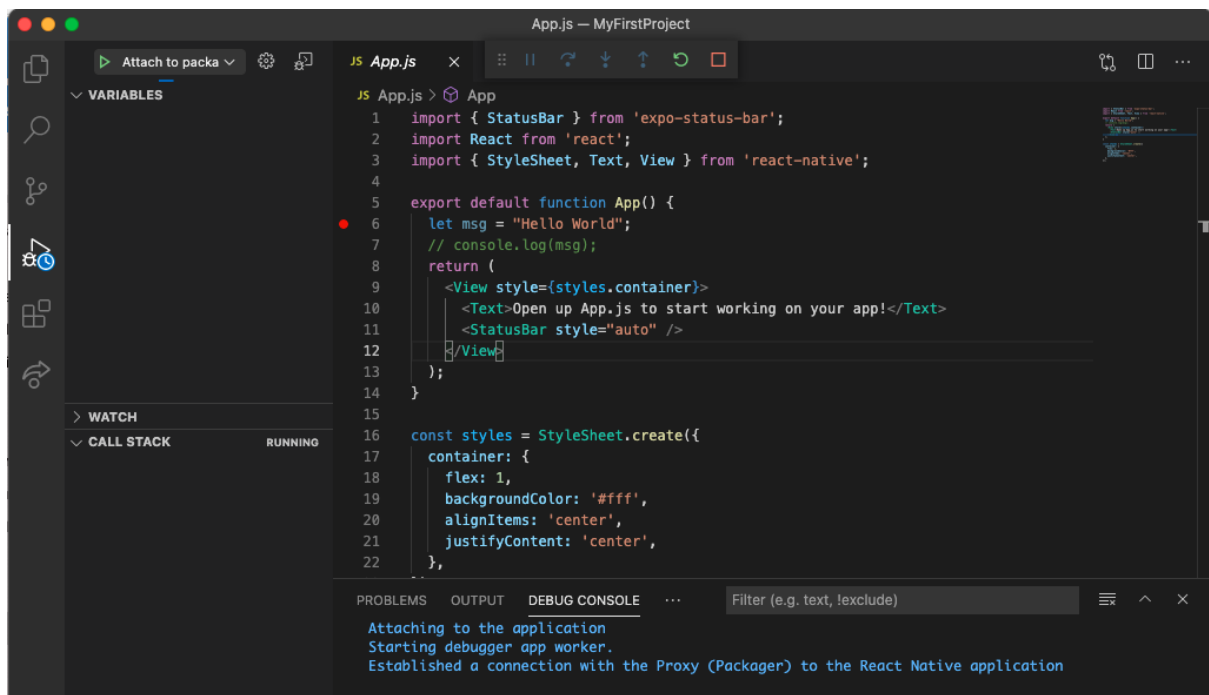 App.js — MyFirstProject
Attach to packa
JS App.js
VARIABLES
JS App.js > App
1 import { StatusBar } from 'expo-status-bar';
2 import React from 'react';
3 import { StyleSheet, Text, View } from 'react-native';
4
5 export default function App() {
6 let msg = "Hello World";
7 // console.log(msg);
8 return (
9 <View style={styles.container}>
10 <Text>Open up App.js to start working on your app!</Text>
11 <StatusBar style="auto" />
12 </View>
13 );
14 }
15
16 const styles = StyleSheet.create({
17 container: {
18 flex: 1,
19 backgroundColor: '#fff',
20 alignItems: 'center',
21 justifyContent: 'center',
22 },
WATCH
CALL STACK RUNNING
PROBLEMS OUTPUT DEBUG CONSOLE ... Filter (e.g. text, !exclude)
Attaching to the application
Starting debugger app worker.
Established a connection with the Proxy (Packager) to the React Native application